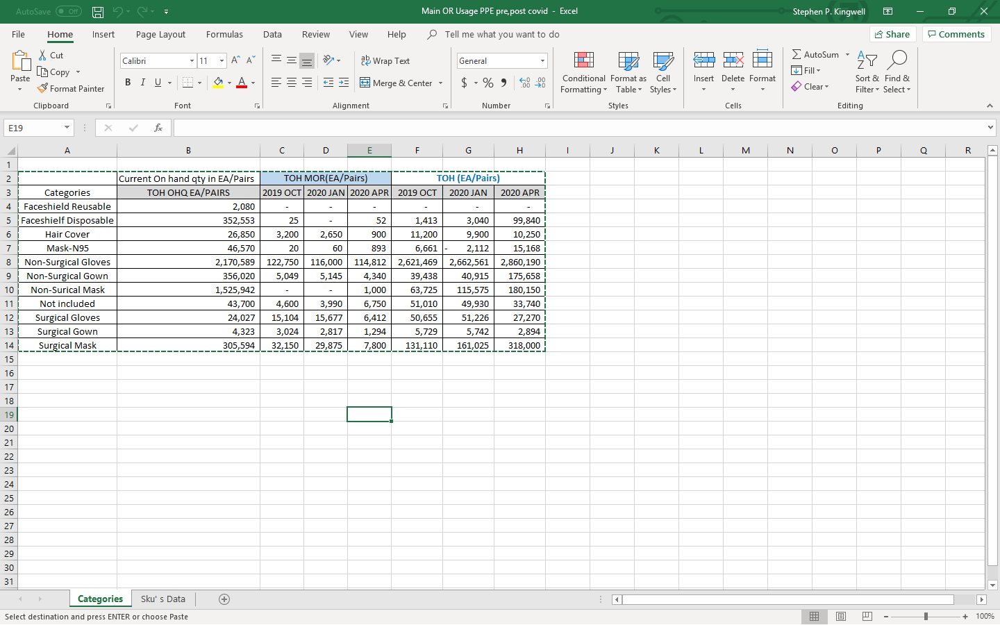 AutoSave Off Main OR Usage PPE pre,post covid - Excel Stephen P. Kingwell
File Home Insert Page Layout Formulas Data Review View Help Tell me what you want to do Share Comments
Paste Cut Copy Format Painter Clipboard
Calibri 11 B I U A Font
Wrap Text Merge & Center Alignment
General $ % Number
Conditional Formatting Format as Table Cell Styles Styles
Insert Delete Format Cells
AutoSum Fill Clear Sort & Filter Find & Select Editing
E19 fx
A B C D E F G H I J K L M N O P Q R
1
2 Current On hand qty in EA/Pairs TOH MOR(EA/Pairs) TOH (EA/Pairs)
3 Categories TOH OHQ EA/PAIRS 2019 OCT 2020 JAN 2020 APR 2019 OCT 2020 JAN 2020 APR
4 Faceshield Reusable 2,080 - - - - - -
5 Faceshielf Disposable 352,553 25 - 52 1,413 3,040 99,840
6 Hair Cover 26,850 3,200 2,650 900 11,200 9,900 10,250
7 Mask-N95 46,570 20 60 893 6,661 - 2,112 15,168
8 Non-Surgical Gloves 2,170,589 122,750 116,000 114,812 2,621,469 2,662,561 2,860,190
9 Non-Surgical Gown 356,020 5,049 5,145 4,340 39,438 40,915 175,658
10 Non-Surical Mask 1,525,942 - - 1,000 63,725 115,575 180,150
11 Not included 43,700 4,600 3,990 6,750 51,010 49,930 33,740
12 Surgical Gloves 24,027 15,104 15,677 6,412 50,655 51,226 27,270
13 Surgical Gown 4,323 3,024 2,817 1,294 5,729 5,742 2,894
14 Surgical Mask 305,594 32,150 29,875 7,800 131,110 161,025 318,000
15
16
17
18
19
20
21
22
23
24
25
26
27
28
29
30
31
Categories Sku' s Data
Select destination and press ENTER or choose Paste 100%